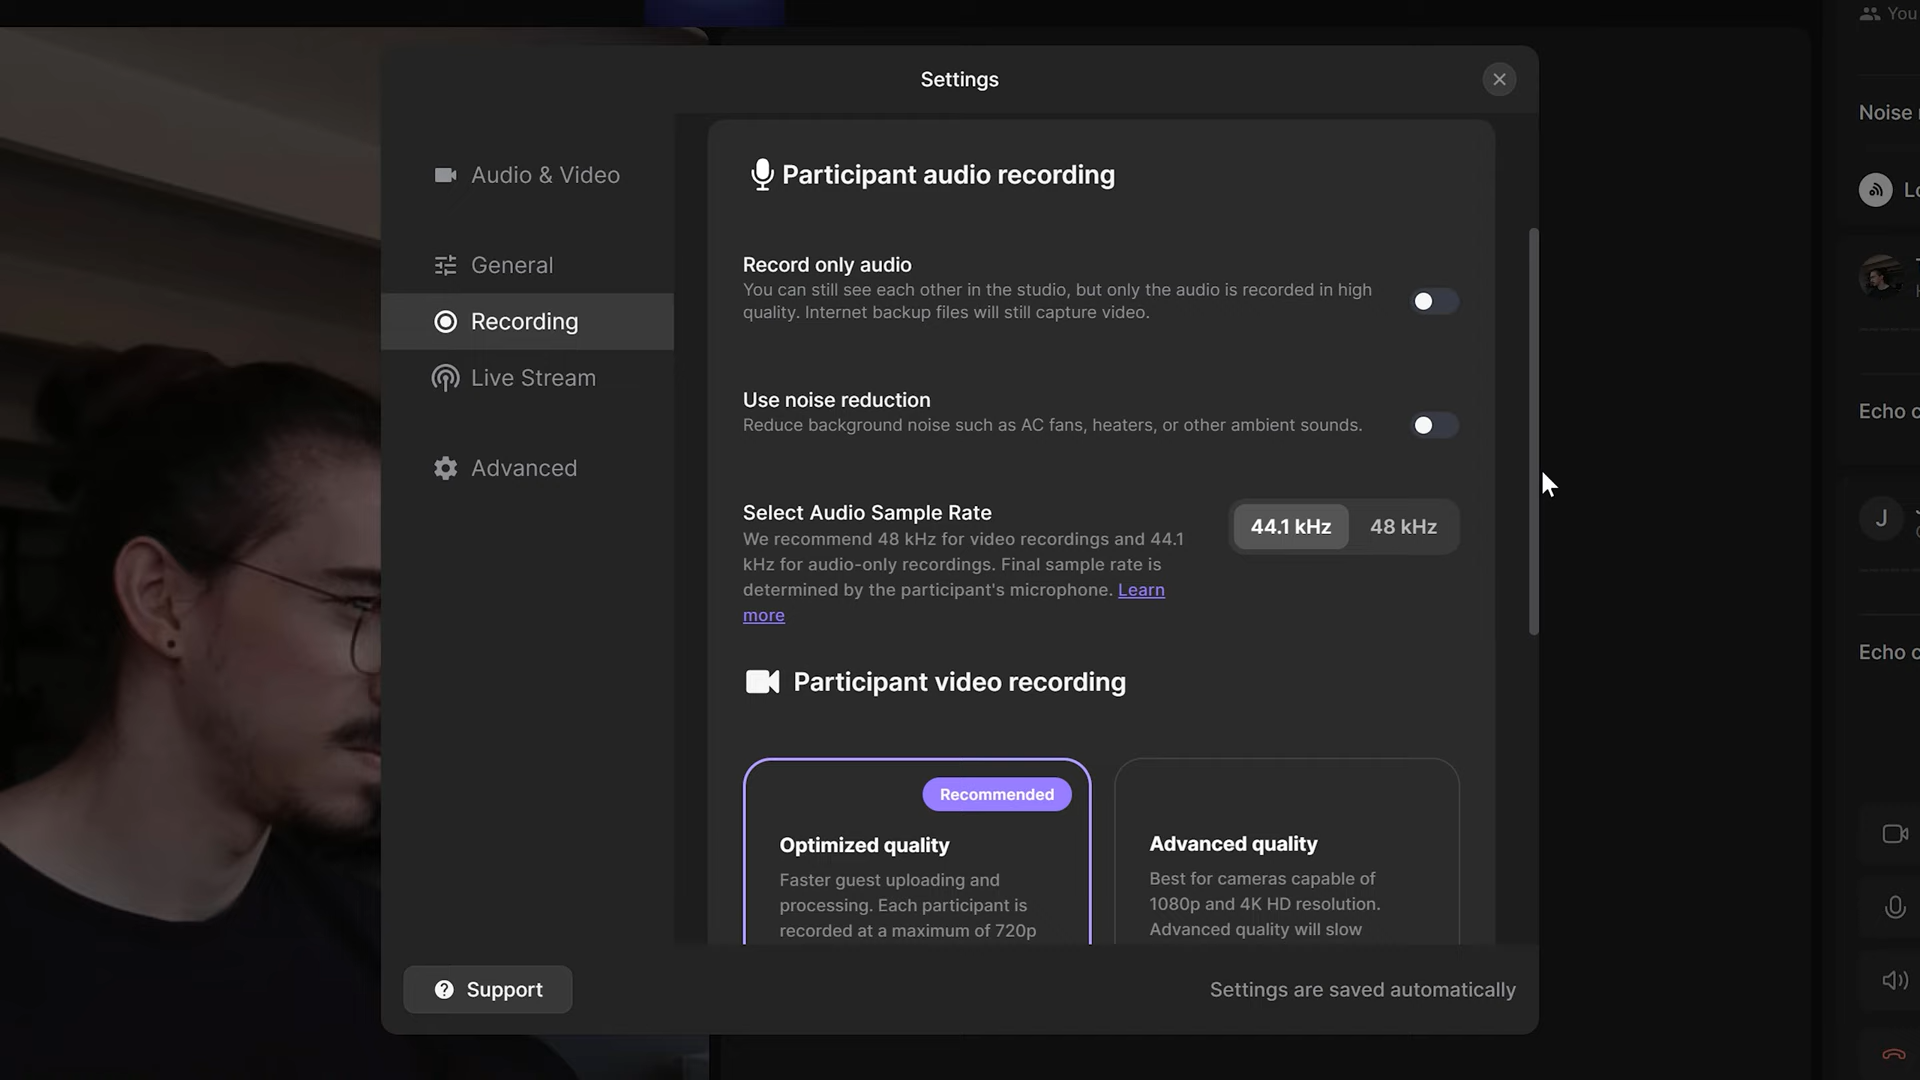 You
Settings
Noise
Participant audio recording
Audio & Video
Record only audio
You can still see each other in the studio, but only the audio is recorded in high
quality. Internet backup files will still capture video.
General
Recording
Live Stream
Use noise reduction
Reduce background noise such as AC fans, heaters, or other ambient sounds.
Echo
Advanced
Select Audio Sample Rate
We recommend 48 kHz for video recordings and 44.1
kHz for audio-only recordings. Final sample rate is
determined by the participant's microphone. Learn
more
44.1 kHz
48 kHz
J
Participant video recording
Echo
Recommended
Optimized quality
Faster guest uploading and
processing. Each participant is
recorded at a maximum of 720p
Advanced quality
Best for cameras capable of
1080p and 4K HD resolution.
Advanced quality will slow
Support
Settings are saved automatically